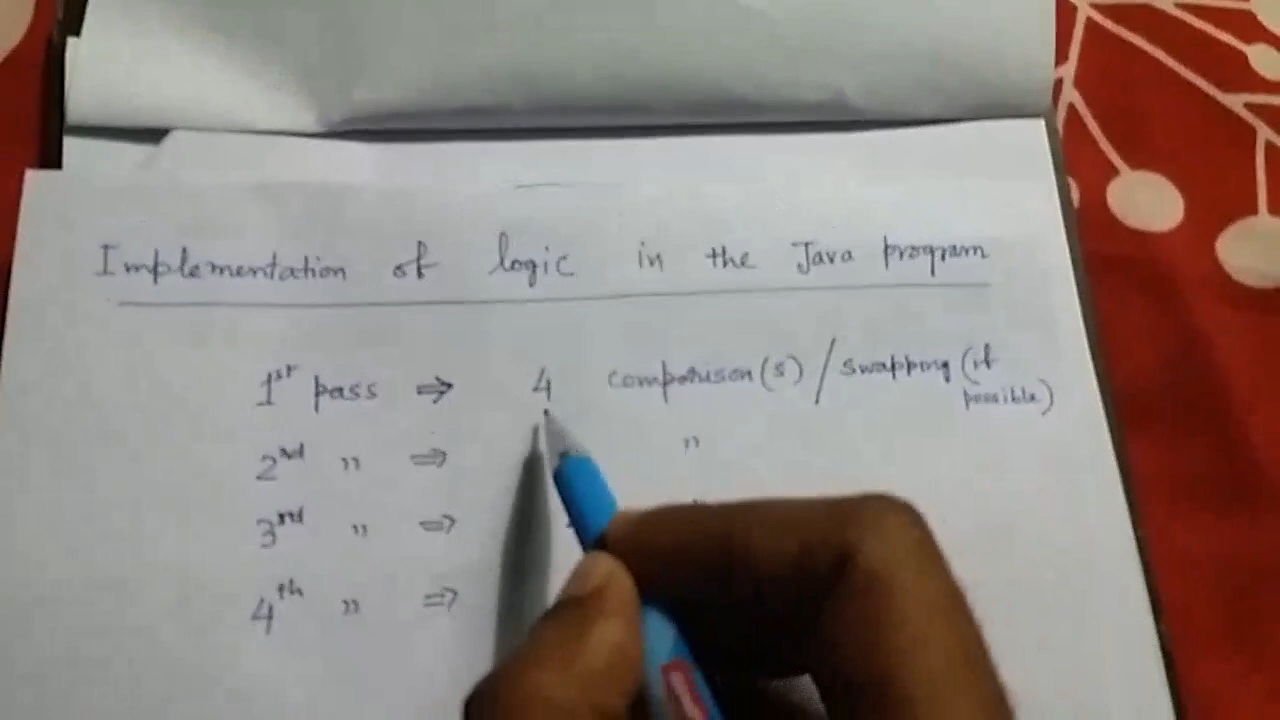 Implementation of logic in the Java program
1st pass ⇒ 4 comparison(s) / swapping (if possible)
2nd " ⇒ "
3rd " ⇒ "
4th " ⇒